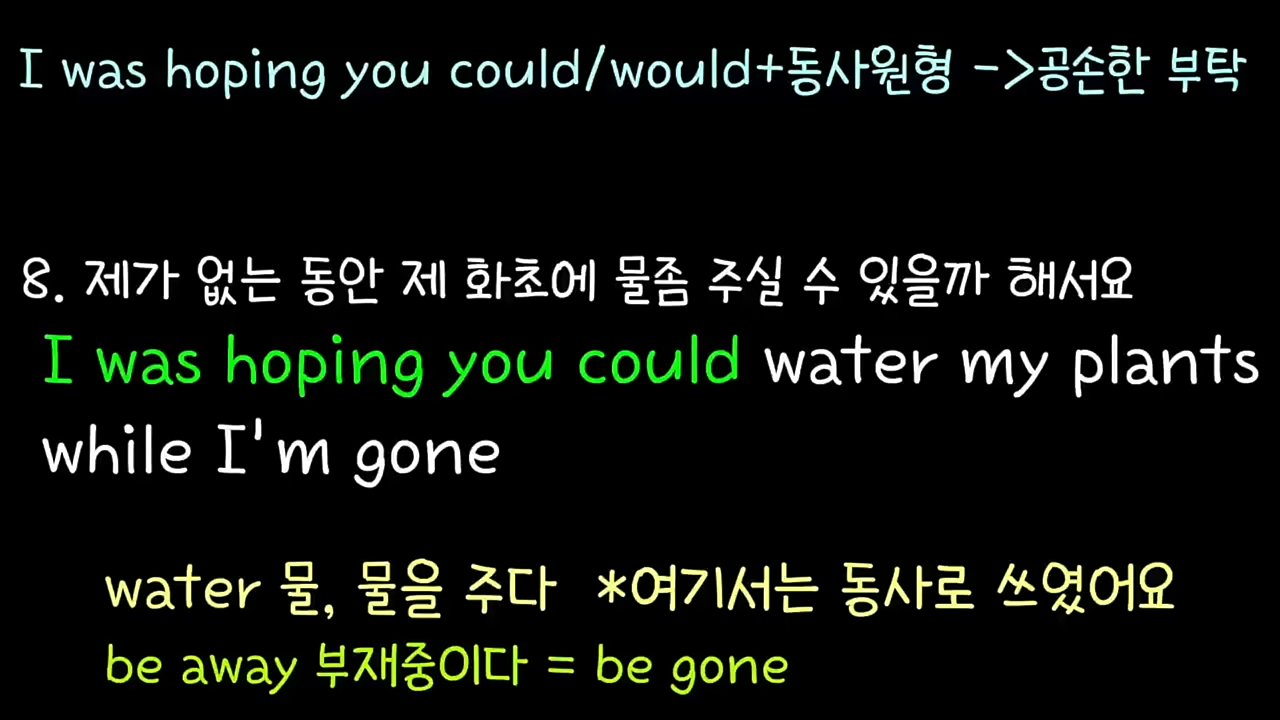 I was hoping you could/would+동사원형 ->공손한 부탁
8. 제가 없는 동안 제 화초에 물좀 주실 수 있을까 해서요
I was hoping you could water my plants
while I'm gone
water 물, 물을 주다 *여기서는 동사로 쓰였어요
be away 부재중이다 = be gone